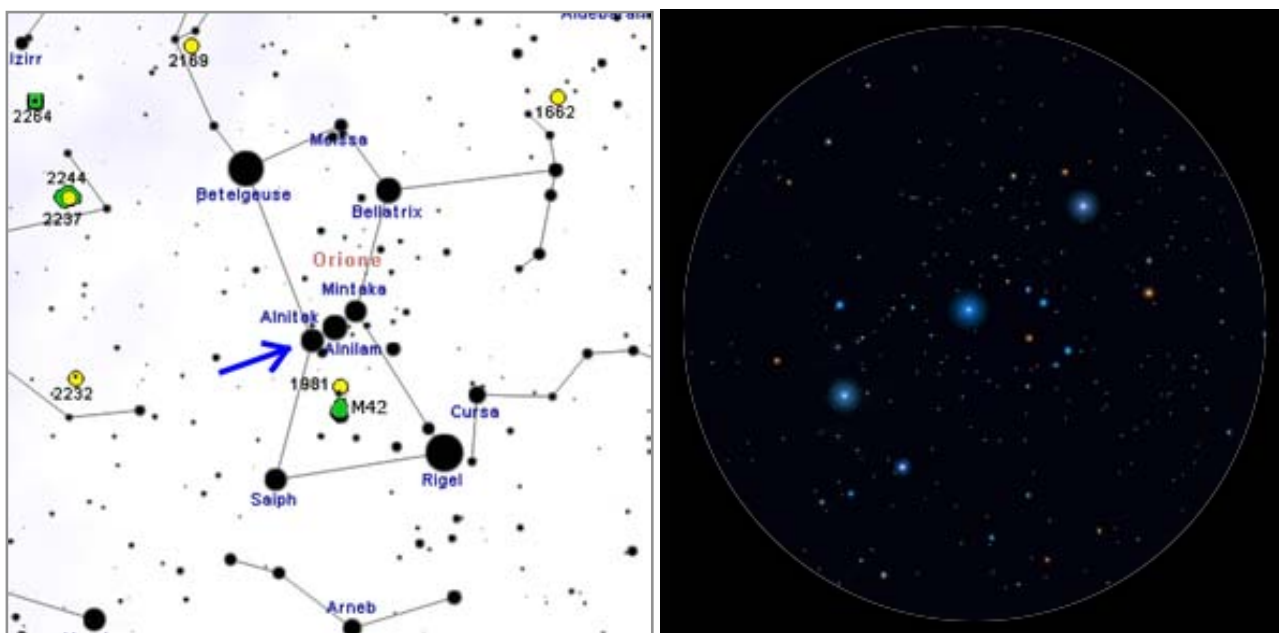 Aldebaran
Izirr
2169
2264
1662
Meissa
2244
Betelgeuse
2237
Bellatrix
Orione
Mintaka
Alnitak
Alnilam
1981
2232
M42
Cursa
Rigel
Saiph
Arneb